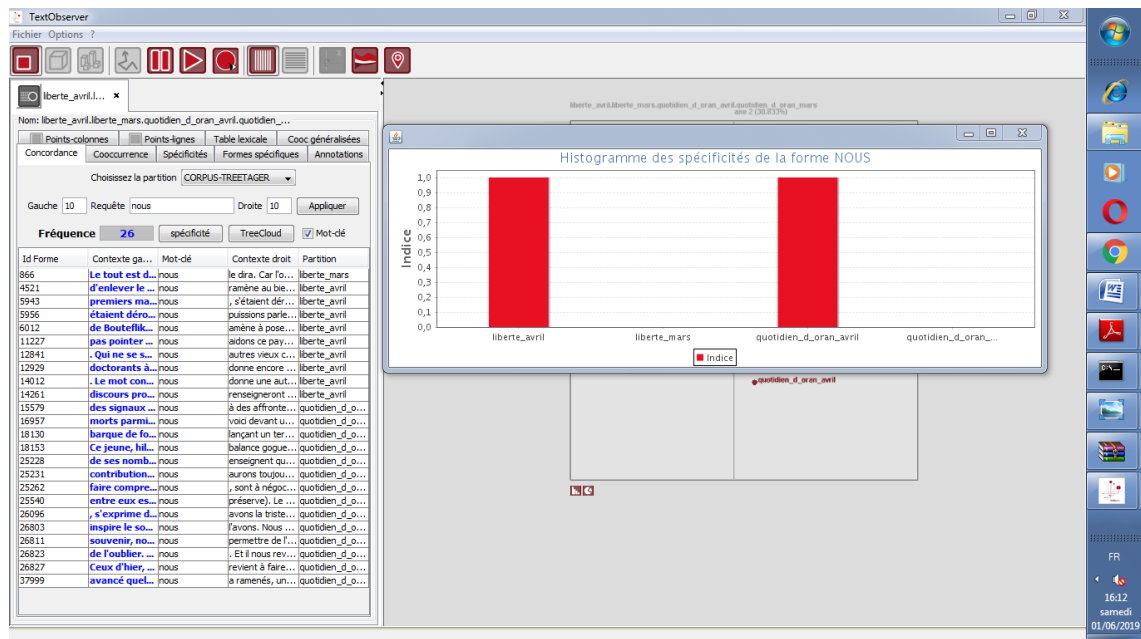 TextObserver
Fichier Options ?
liberte_avril.l... ×
Nom: liberte_avril.liberte_mars.quotidien_d_oran_avril.quotidien_...
Points-colonnes Points-lignes Table lexicale Cooc généralisées
Concordance Cooccurrence Spécificités Formes spécifiques Annotations
Choisissez la partition CORPUS-TREETAGER
Gauche 10 Requête nous Droite 10 Appliquer
Fréquence 26 spécificité TreeCloud Mot-clé
Id Forme Contexte ga... Mot-clé Contexte droit Partition
866 Le tout est d... nous le dira. Car l'o... liberte_mars
4521 d'enlever le ... nous ramène au bie... liberte_avril
5943 premiers ma... nous , s'étaient dér... liberte_avril
5956 étaient déro... nous puissions parle... liberte_avril
6012 de Bouteflik... nous amène à pose... liberte_avril
11227 pas pointer ... nous aidons ce pay... liberte_avril
12841 . Qui ne se s... nous autres vieux c... liberte_avril
12929 doctorants à... nous donne encore ... liberte_avril
14012 . Le mot con... nous donne une aut... liberte_avril
14261 discours pro... nous renseigneront ... liberte_avril
15579 des signaux ... nous à des affronte... quotidien_d_o...
16957 morts parmi... nous voici devant u... quotidien_d_o...
18130 barque de fo... nous lançant un ter... quotidien_d_o...
18153 Ce jeune, hil... nous balance gogue... quotidien_d_o...
25228 de ses nomb... nous enseignent qu... quotidien_d_o...
25231 contribution... nous aurons toujou... quotidien_d_o...
25262 faire compre... nous , sont à négoc... quotidien_d_o...
25540 entre eux es... nous préserve). Le ... quotidien_d_o...
26096 , s'exprime d... nous avons la triste... quotidien_d_o...
26803 inspire le so... nous l'avons. Nous ... quotidien_d_o...
26811 souvenir, no... nous permettre de l'... quotidien_d_o...
26823 de l'oublier. ... nous . Et il nous rev... quotidien_d_o...
26827 Ceux d'hier, ... nous revient à faire... quotidien_d_o...
37999 avancé quel... nous a ramenés, un... quotidien_d_o...
liberte_avril.liberte_mars.quotidien_d_oran_avril.quotidien_d_oran_mars
axe 2 (30.833%)
Histogramme des spécificités de la forme NOUS
Indice
1,0
0,9
0,8
0,7
0,6
0,5
0,4
0,3
0,2
0,1
0,0
liberte_avril liberte_mars quotidien_d_oran_avril quotidien_d_oran_...
Indice
quotidien_d_oran_avril
FR
16:12
samedi
01/06/2019